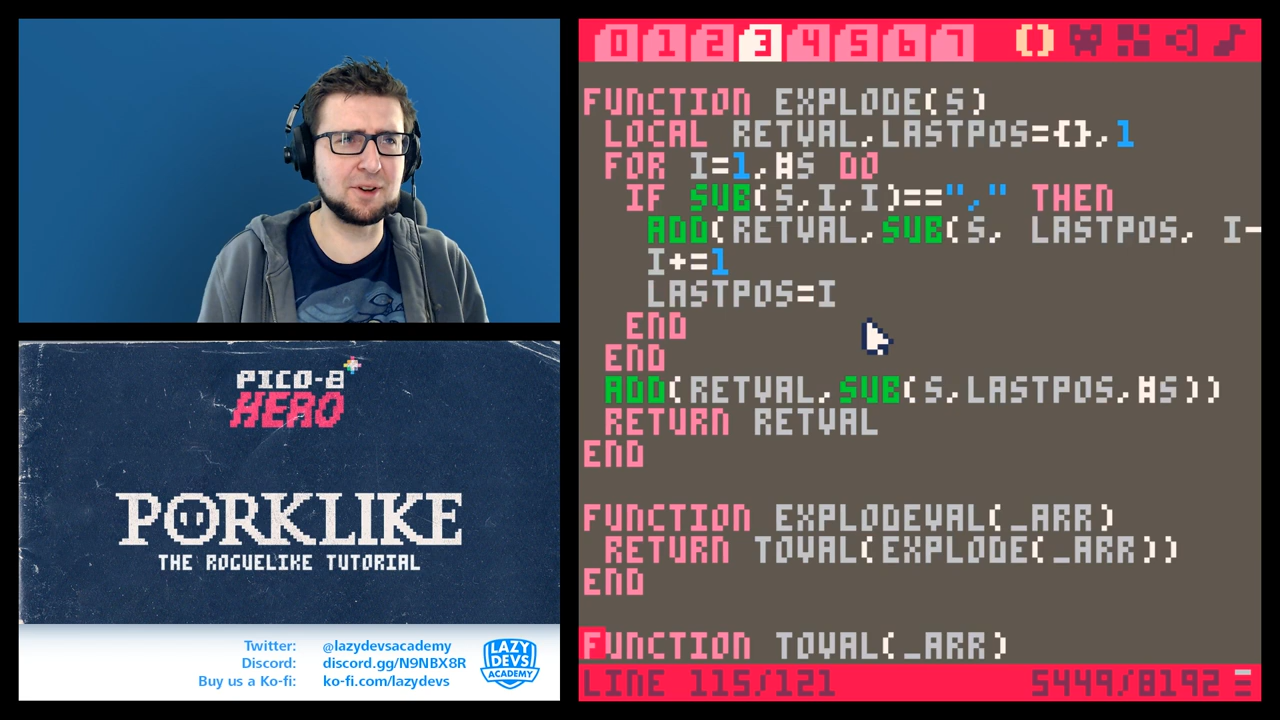 0 1 2 3 4 5 6 7
FUNCTION EXPLODE(S)
LOCAL RETVAL,LASTPOS={},1
FOR I=1,#S DO
IF SUB(S,I,I)=="," THEN
ADD(RETVAL,SUB(S, LASTPOS, I-
I+=1
LASTPOS=I
END
END
ADD(RETVAL,SUB(S,LASTPOS,#S))
RETURN RETVAL
END
FUNCTION EXPLODEVAL(_ARR)
RETURN TOVAL(EXPLODE(_ARR))
END
FUNCTION TOVAL(_ARR)
LINE 115/121 5449/8192
PICO-8
HERO
PORKLIKE
THE ROGUELIKE TUTORIAL
Twitter: @lazydevsacademy
Discord: discord.gg/N9NBX8R
Buy us a Ko-fi: ko-fi.com/lazydevs
LAZY
DEVS
ACADEMY